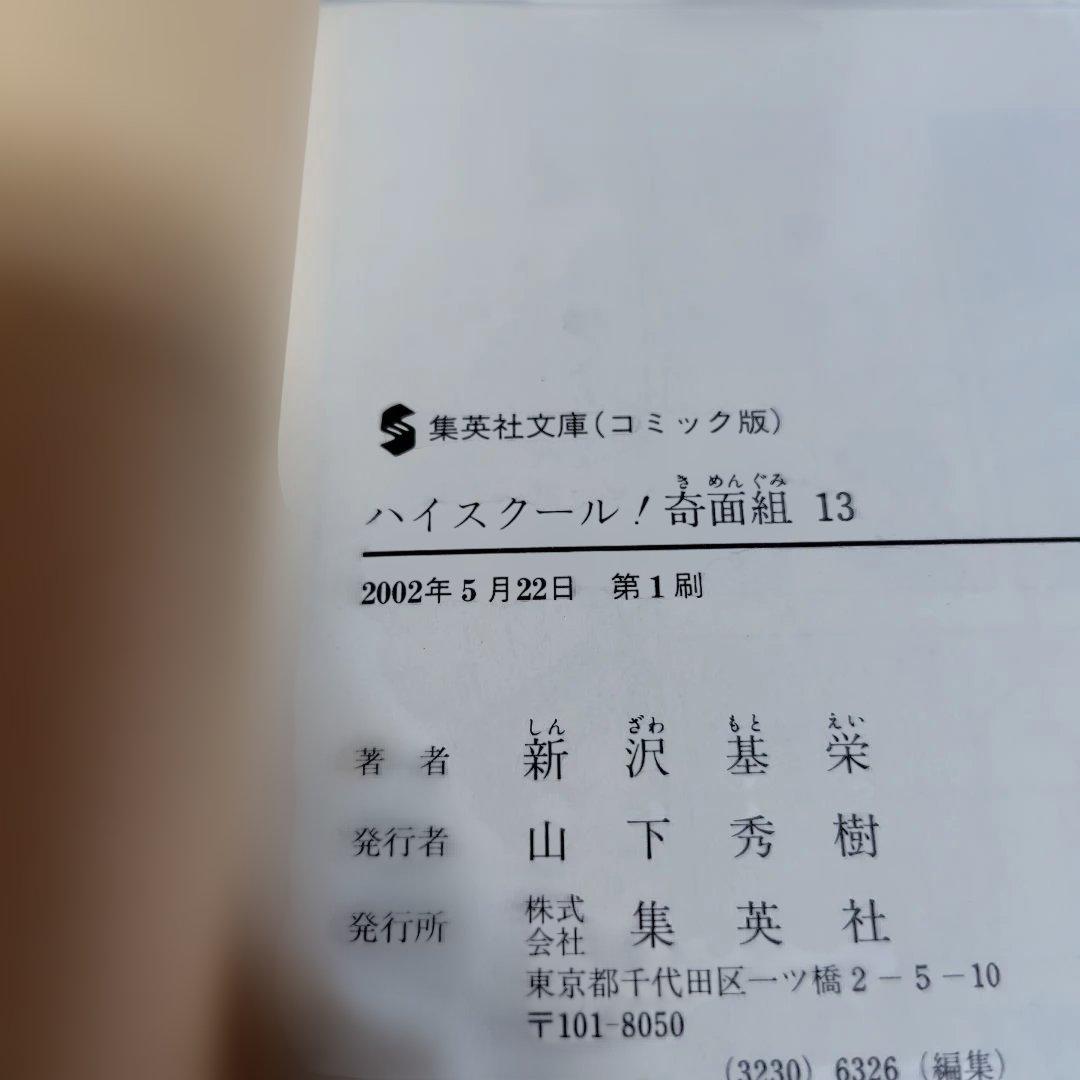 集英社文庫(コミック版)
ハイスクール!奇面組 13
きめんぐみ
2002年5月22日 第1刷
著者 新沢基栄
しんざわもとえい
発行者 山下秀樹
発行所 株式会社 集英社
東京都千代田区一ツ橋2-5-10
〒101-8050
(3230) 6326 (編集)